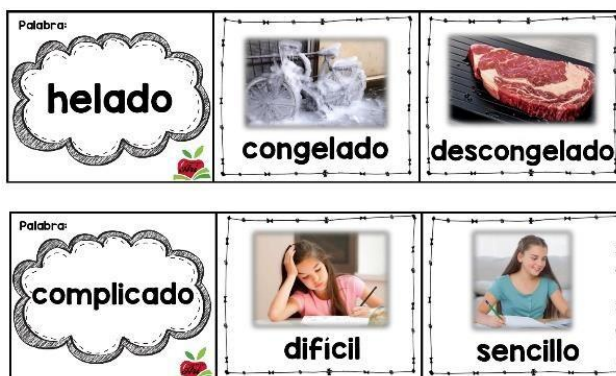 Palabra:
helado
congelado
descongelado
Palabra:
complicado
difícil
sencillo